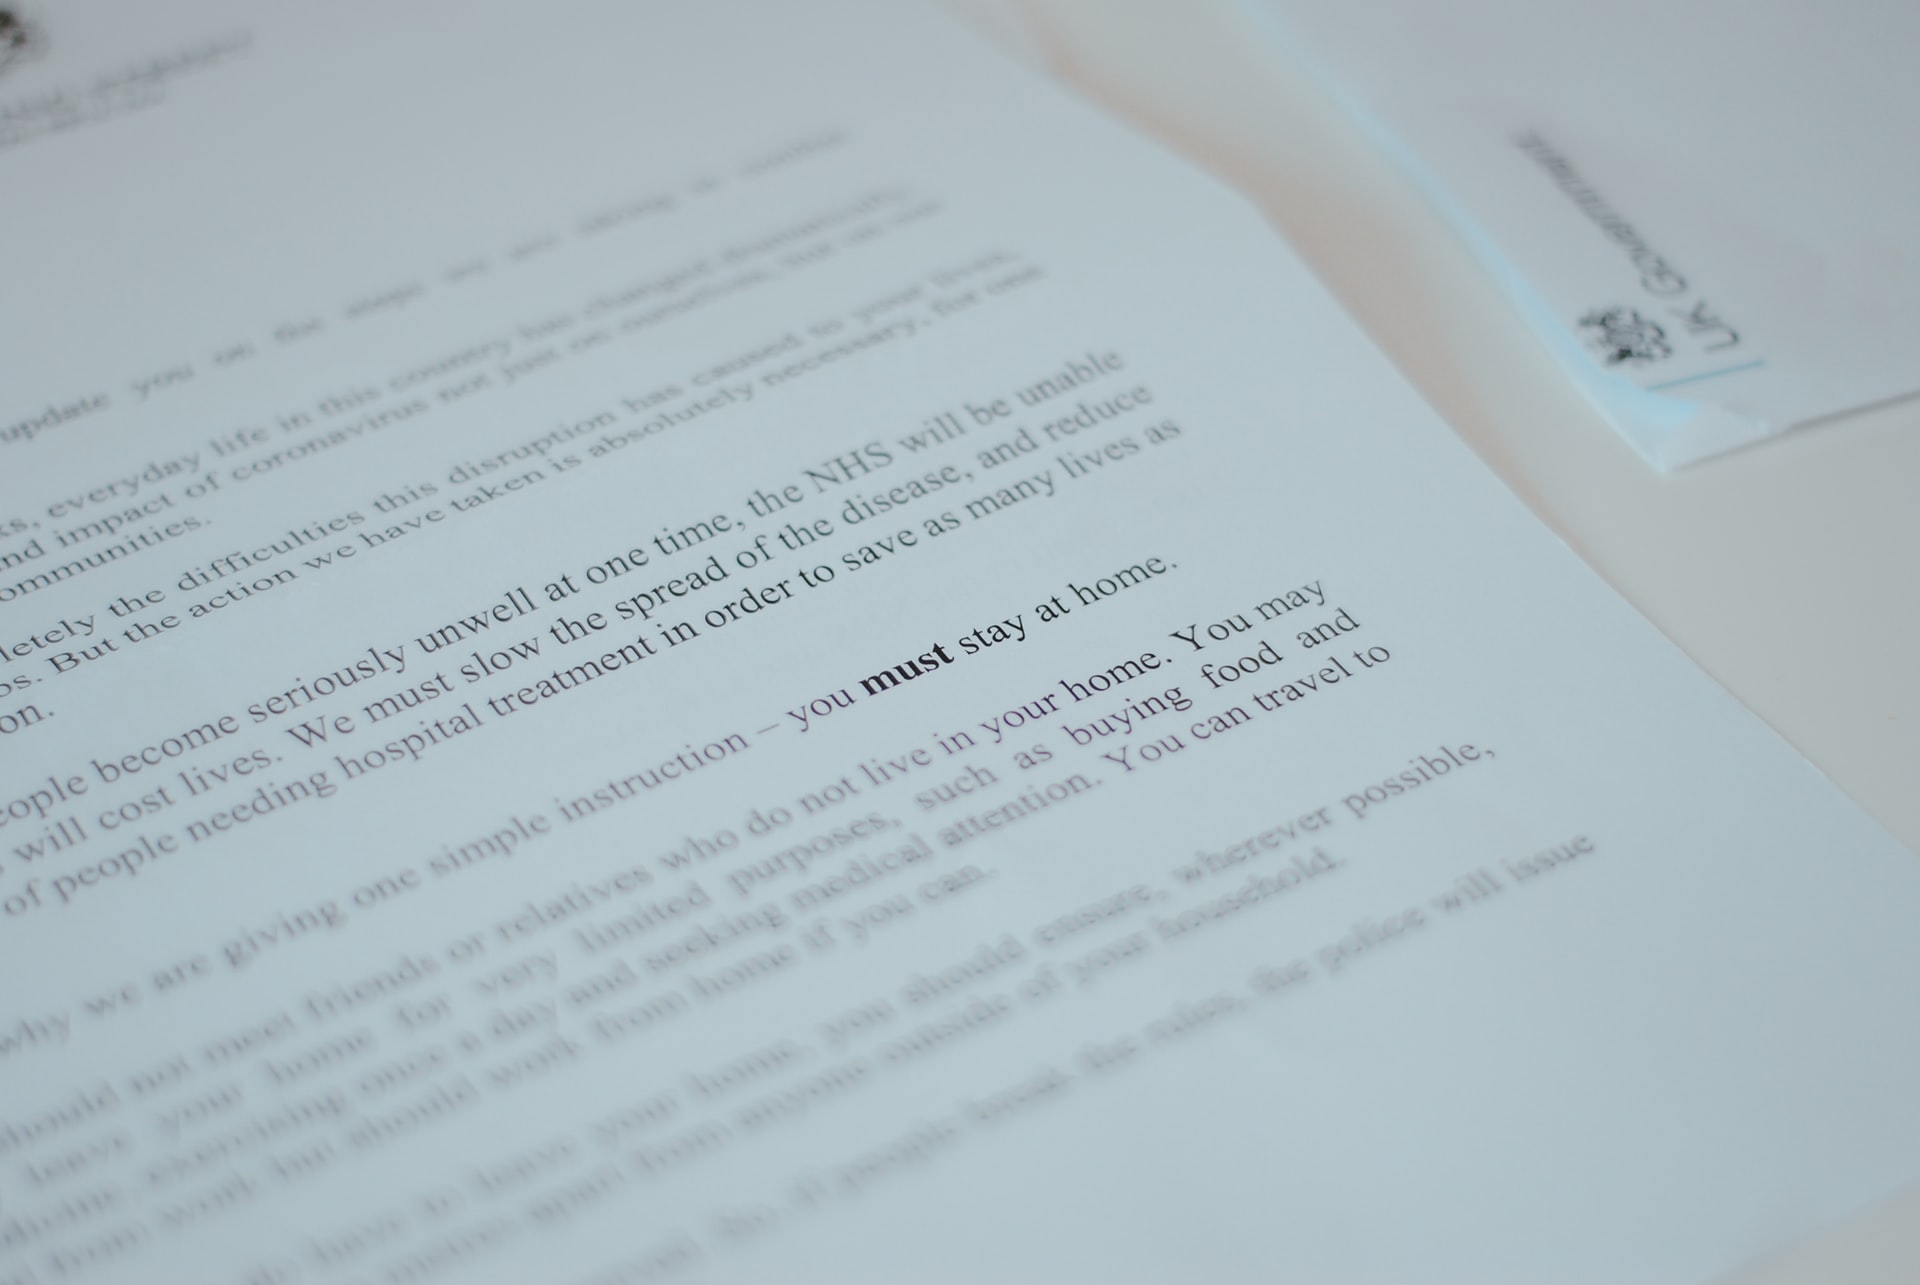 update you on the steps we are taking to combat
ks, everyday life in this country has changed dramatically.
nd impact of coronavirus not just on ourselves, but on our
ommunities.
letely the difficulties this disruption has caused to your lives,
bs. But the action we have taken is absolutely necessary, for one
on.
eople become seriously unwell at one time, the NHS will be unable
s will cost lives. We must slow the spread of the disease, and reduce
of people needing hospital treatment in order to save as many lives as
why we are giving one simple instruction – you must stay at home.
should not meet friends or relatives who do not live in your home. You may
y leave your home for very limited purposes, such as buying food and
dicine, exercising once a day and seeking medical attention. You can travel to
d from work but should work from home if you can.
do have to leave your home, you should ensure, wherever possible,
metres apart from anyone outside of your household.
So, if people break the rules, the police will issue
UK Government